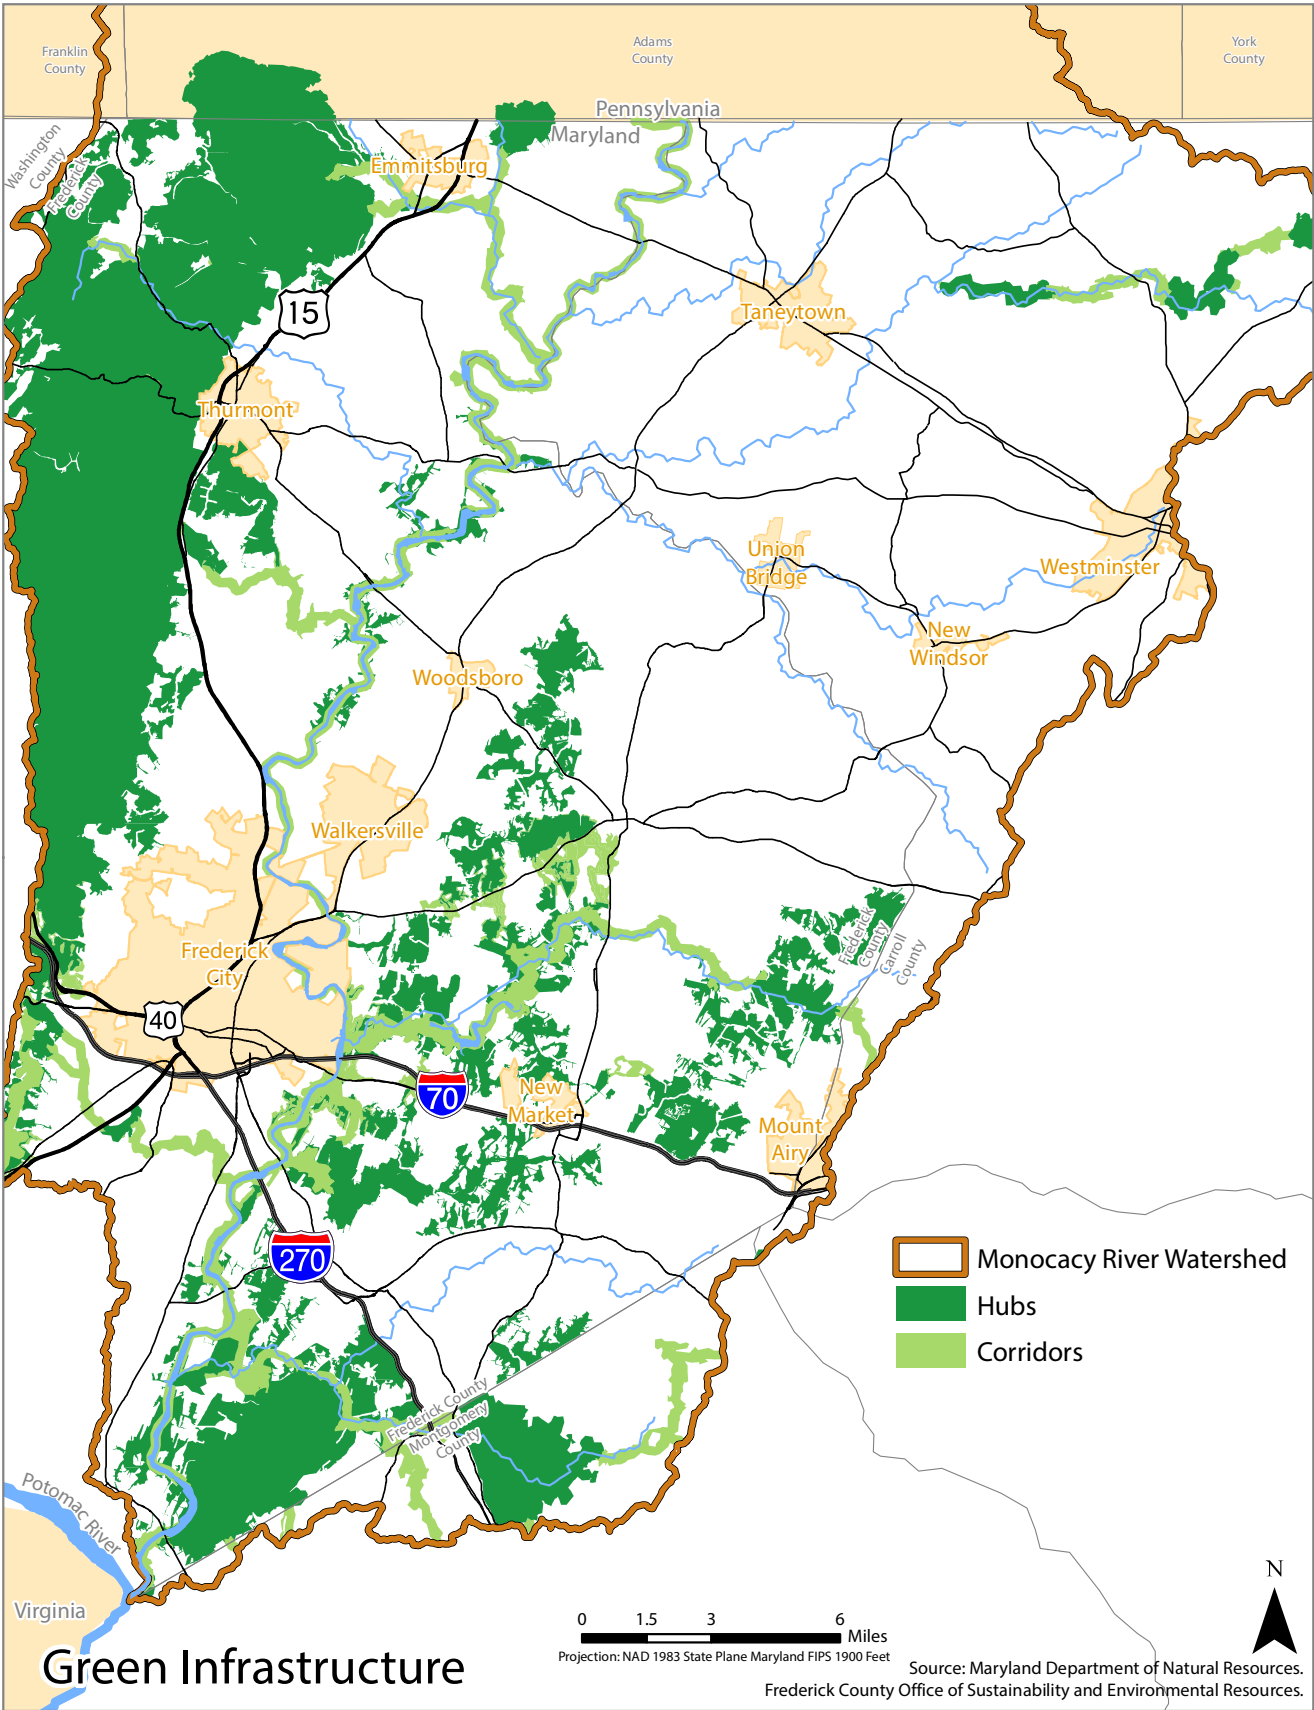 Franklin
County
Adams
County
York
County
Pennsylvania
Maryland
Washington
County
Frederick
County
Emmitsburg
15
Taneytown
Thurmont
Union
Bridge
Westminster
New
Windsor
Woodsboro
Walkersville
Frederick
City
Frederick
County
Carroll
County
40
70
New
Market
Mount
Airy
270
Monocacy River Watershed
Hubs
Corridors
Frederick County
Montgomery
County
Potomac River
Virginia
N
0 1.5 3 6
Miles
Projection: NAD 1983 State Plane Maryland FIPS 1900 Feet
Green Infrastructure
Source: Maryland Department of Natural Resources.
Frederick County Office of Sustainability and Environmental Resources.